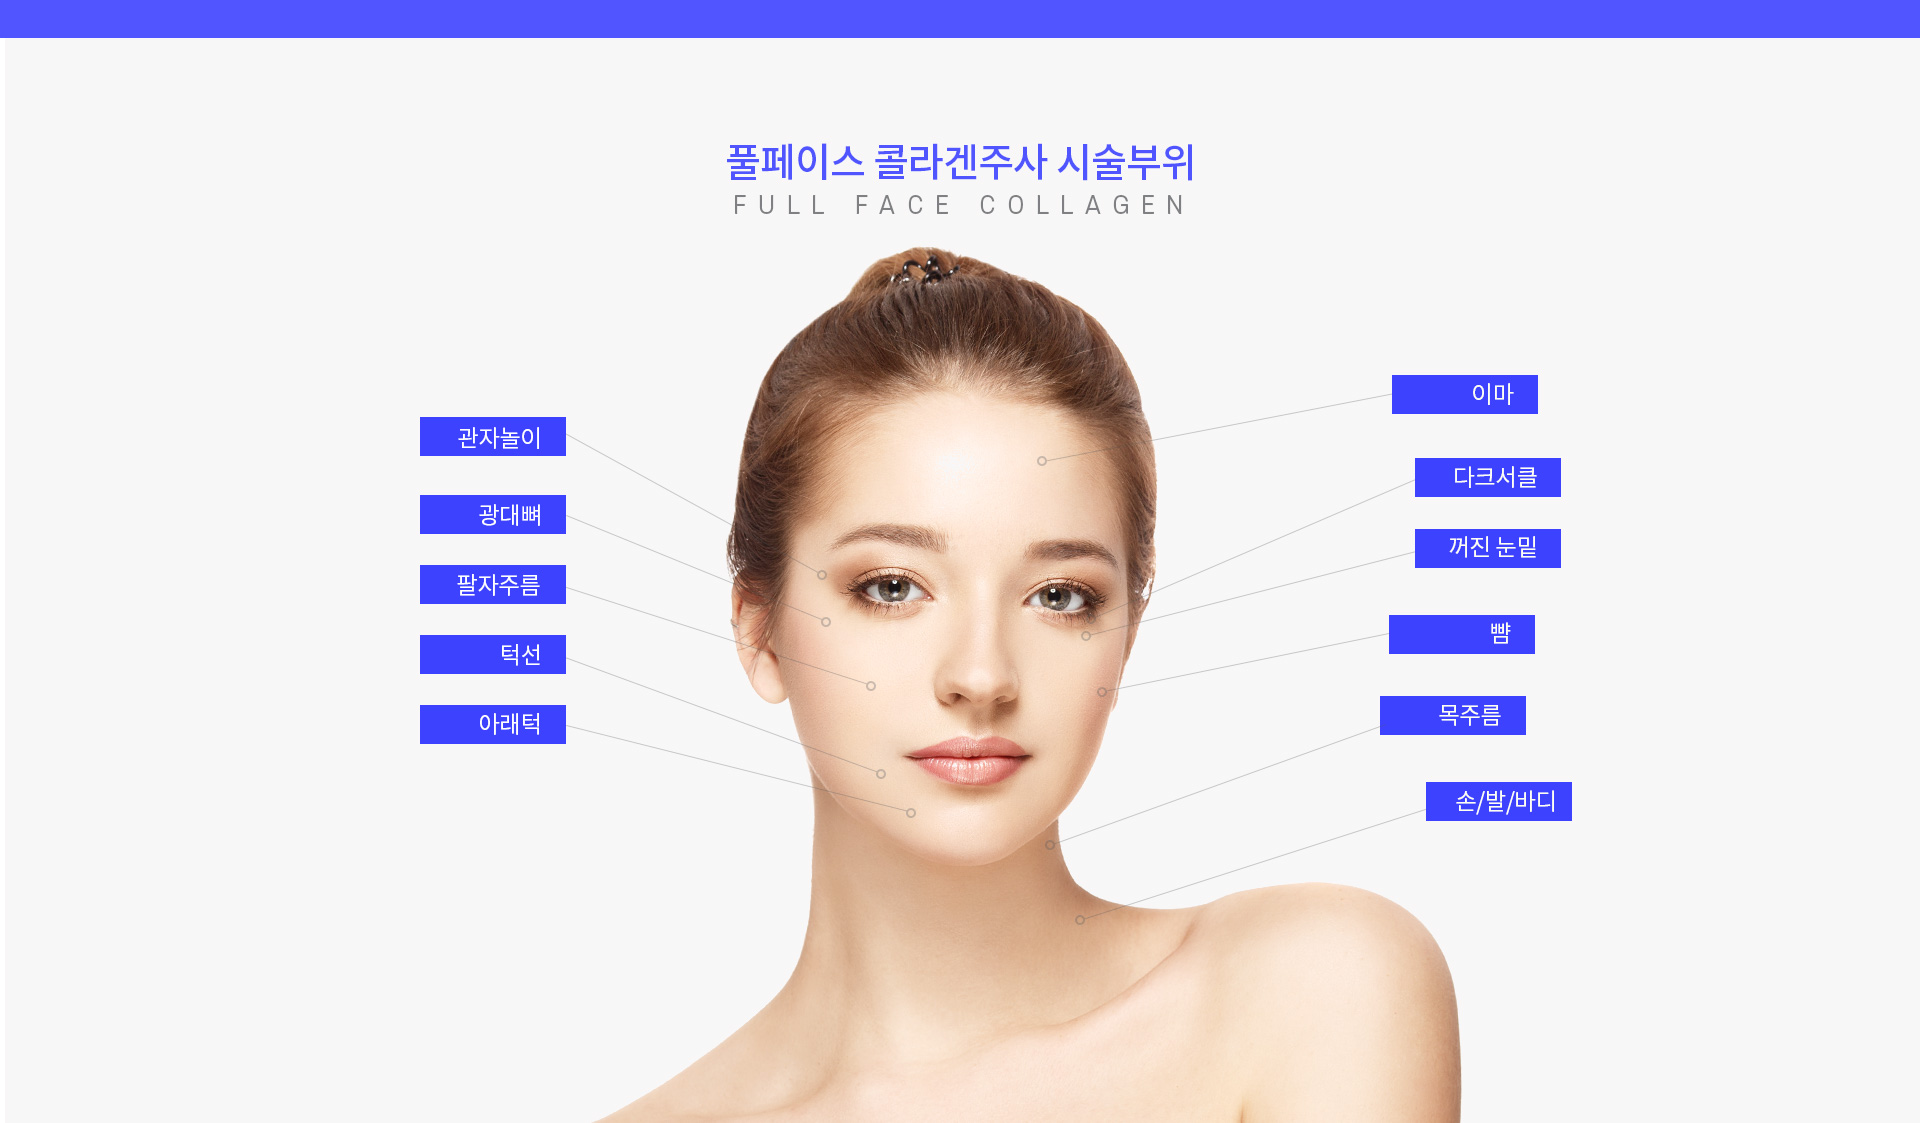 풀페이스 콜라겐주사 시술부위
FULL FACE COLLAGEN
관자놀이
광대뼈
팔자주름
턱선
아래턱
이마
다크서클
꺼진 눈밑
뺨
목주름
손/발/바디